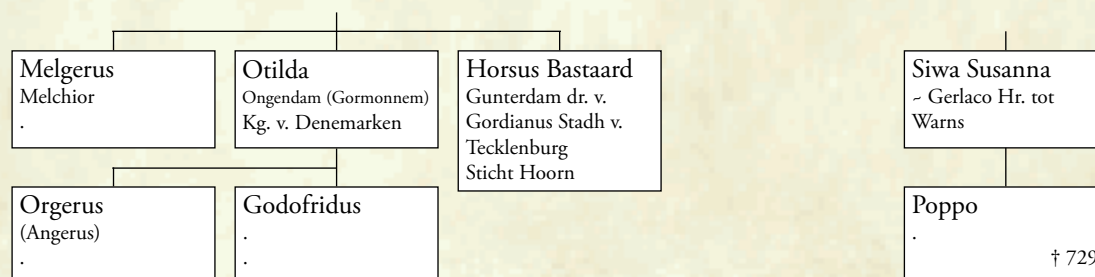 Melgerus
Melchior
.
Otilda
Ongendam (Gormonnem)
Kg. v. Denemarken
Horsus Bastaard
Gunterdam dr. v.
Gordianus Stadh v.
Tecklenburg
Sticht Hoorn
Siwa Susanna
~ Gerlaco Hr. tot
Warns
Orgerus
(Angerus)
.
Godofridus
.
.
Poppo
.
† 729